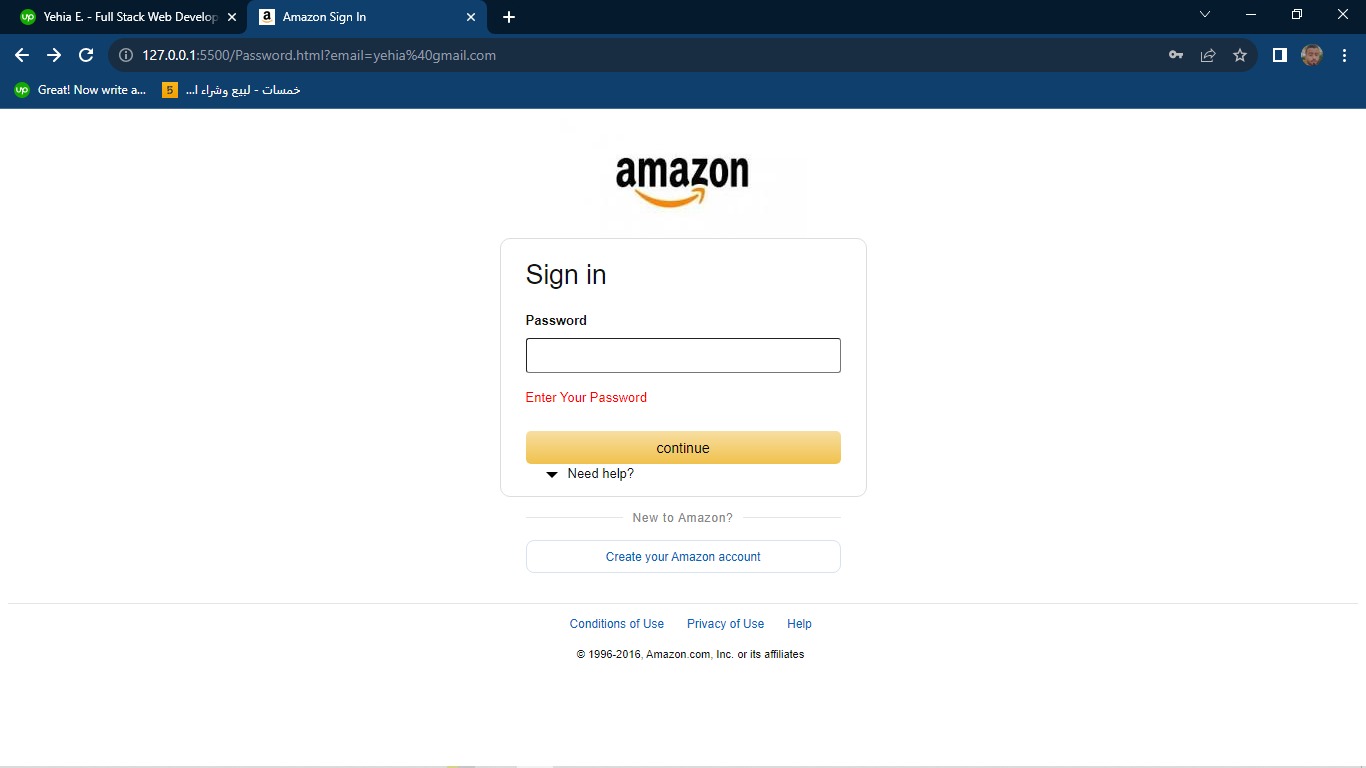 Yehia E. - Full Stack Web Develop
Amazon Sign In
127.0.0.1:5500/Password.html?email=yehia%40gmail.com
up Great! Now write a...
5 خمسات - لبيع وشراء ا...
amazon
Sign in
Password
Enter Your Password
continue
Need help?
New to Amazon?
Create your Amazon account
Conditions of Use Privacy of Use Help
© 1996-2016, Amazon.com, Inc. or its affiliates